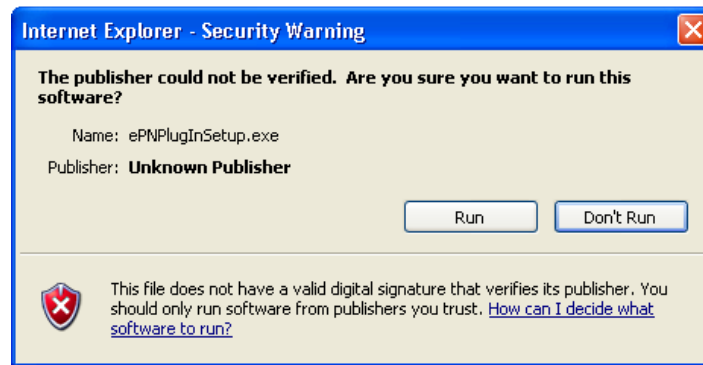 Internet Explorer - Security Warning
The publisher could not be verified.  Are you sure you want to run this
software?
Name: ePNPlugInSetup.exe
Publisher: Unknown Publisher
Run Don't Run
This file does not have a valid digital signature that verifies its publisher. You
should only run software from publishers you trust. How can I decide what
software to run?